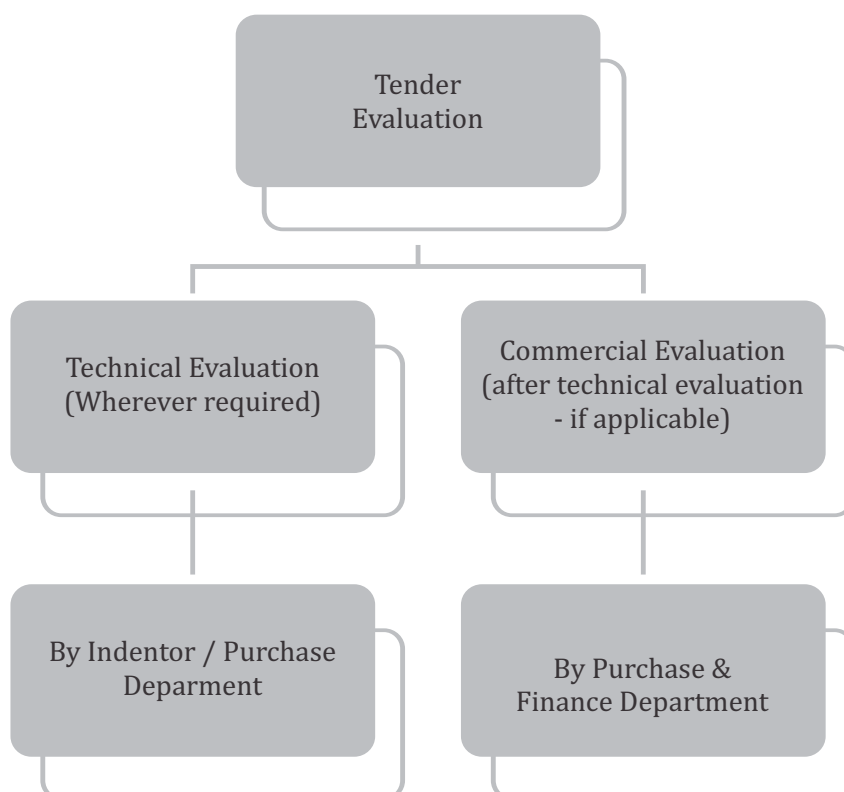 Tender
Evaluation
Technical Evaluation
(Wherever required)
Commercial Evaluation
(after technical evaluation
- if applicable)
By Indentor / Purchase
Deparment
By Purchase &
Finance Department